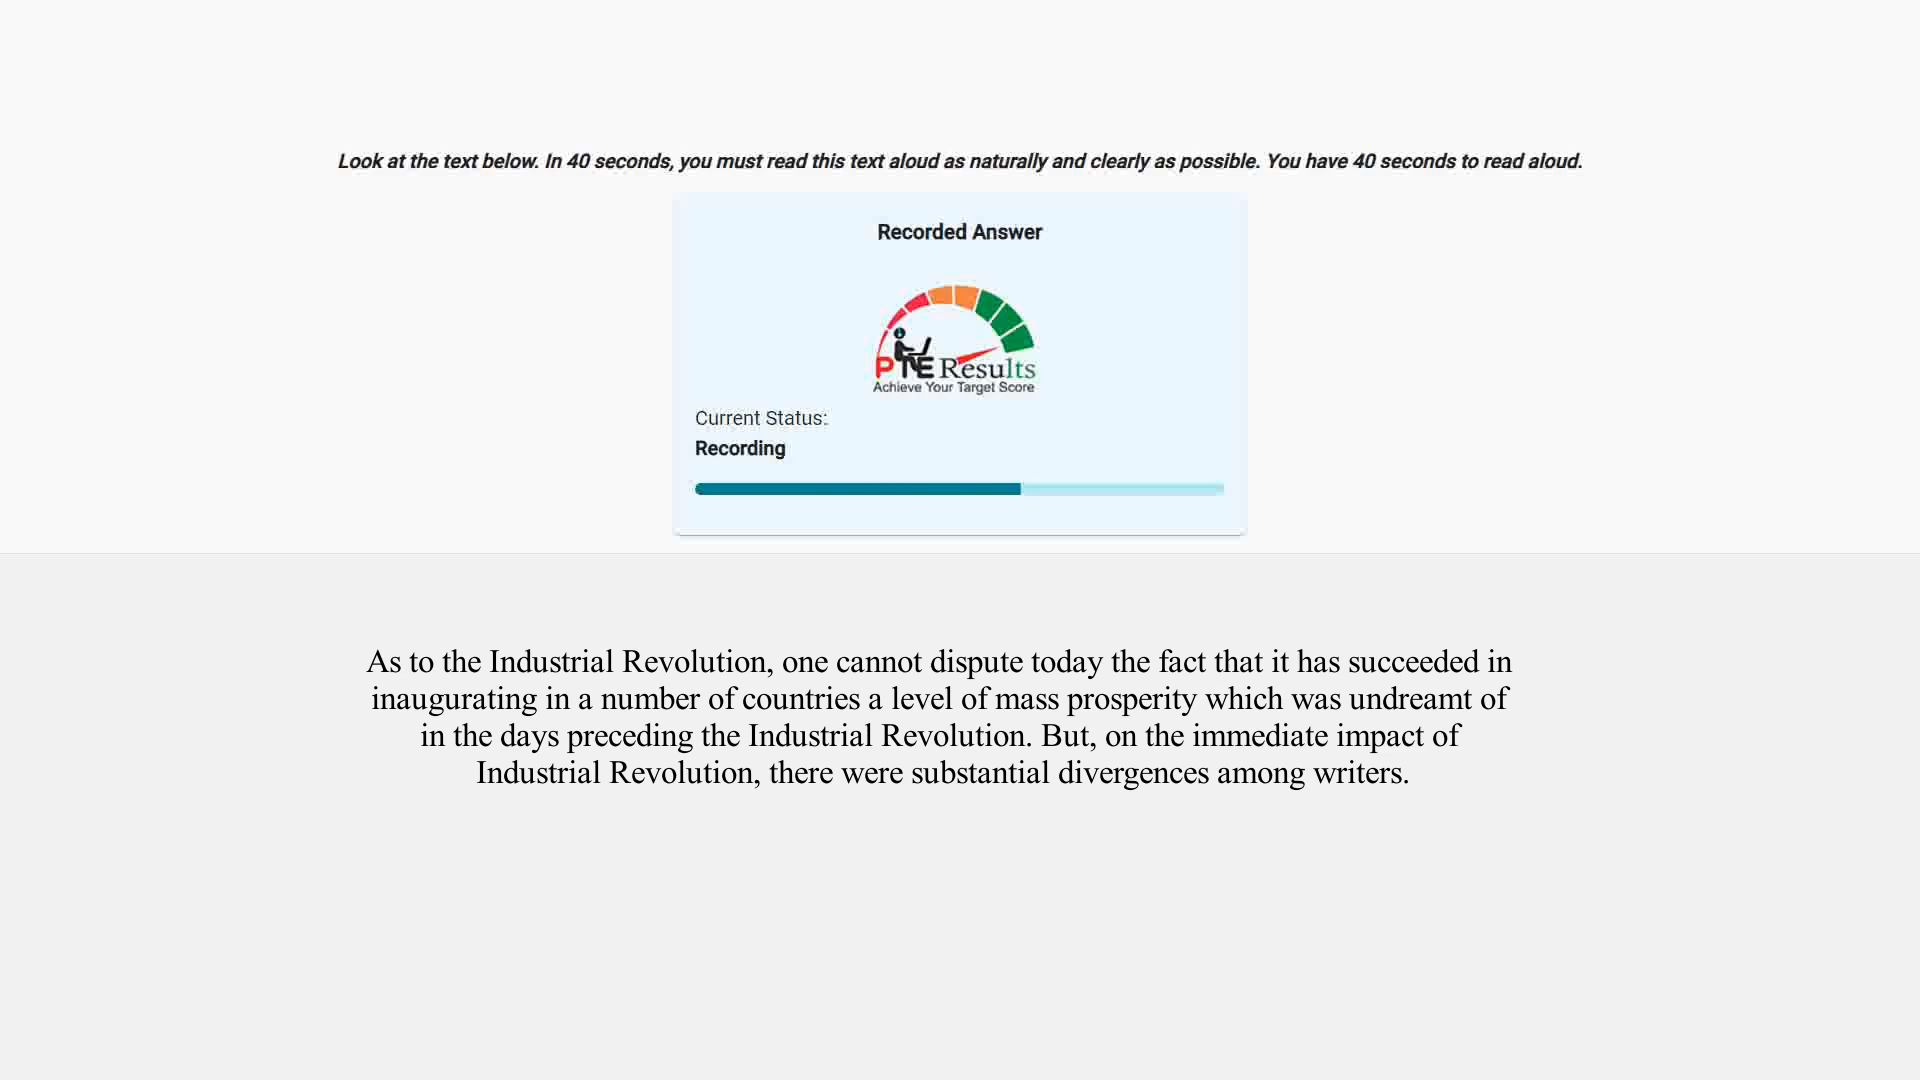 Look at the text below. In 40 seconds, you must read this text aloud as naturally and clearly as possible. You have 40 seconds to read aloud.
Recorded Answer
PTE Results
Achieve Your Target Score
Current Status:
Recording
As to the Industrial Revolution, one cannot dispute today the fact that it has succeeded in
inaugurating in a number of countries a level of mass prosperity which was undreamt of
in the days preceding the Industrial Revolution. But, on the immediate impact of
Industrial Revolution, there were substantial divergences among writers.